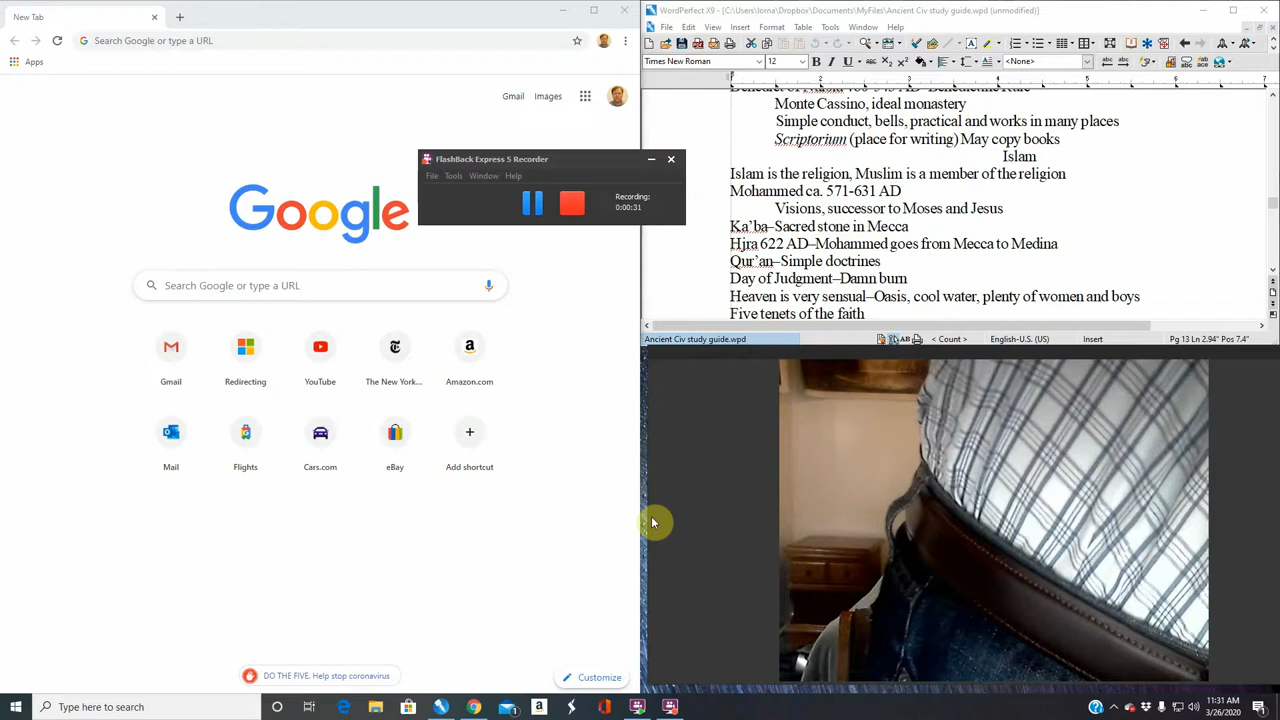 New Tab
Search Google or type a URL
Apps
Gmail
Images
Google
Search Google or type a URL
Gmail
Redirecting
YouTube
The New York...
Amazon.com
Mail
Flights
Cars.com
eBay
Add shortcut
DO THE FIVE. Help stop coronavirus
Customize
FlashBack Express 5 Recorder
File Tools Window Help
Recording:
0:00:31
WordPerfect X9 - [C:\Users\lorna\Dropbox\Documents\MyFiles\Ancient Civ study guide.wpd (unmodified)]
File Edit View Insert Format Table Tools Window Help
Times New Roman 12 <None>
2 3 4 5 6 7
Monte Cassino, ideal monastery
Simple conduct, bells, practical and works in many places
Scriptorium (place for writing) May copy books
Islam
Islam is the religion, Muslim is a member of the religion
Mohammed ca. 571-631 AD
Visions, successor to Moses and Jesus
Ka'ba–Sacred stone in Mecca
Hjra 622 AD–Mohammed goes from Mecca to Medina
Qur'an–Simple doctrines
Day of Judgment–Damn burn
Heaven is very sensual–Oasis, cool water, plenty of women and boys
Five tenets of the faith
Ancient Civ study guide.wpd
< Count >
English-U.S. (US)
Insert
Pg 13 Ln 2.94" Pos 7.4"
Type here to search
11:31 AM
3/26/2020